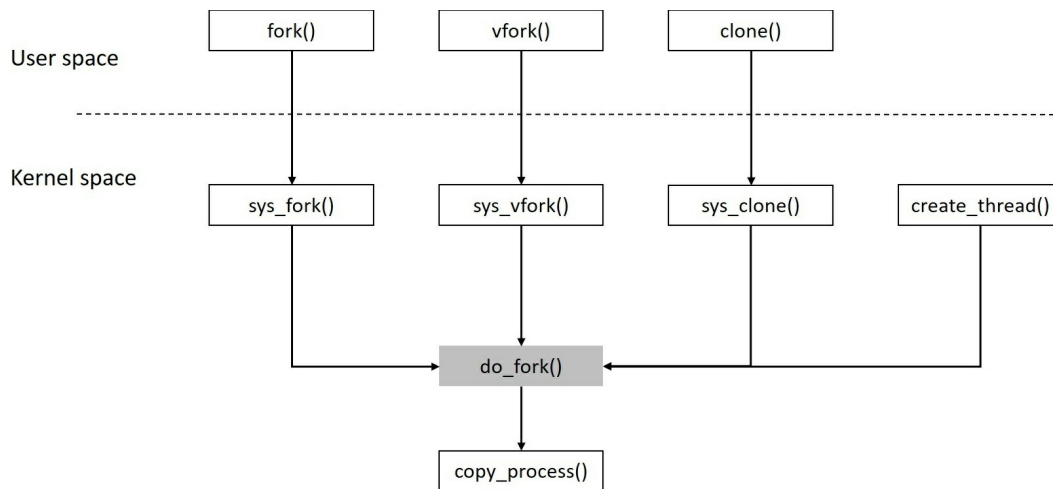 fork()
vfork()
clone()
User space
Kernel space
sys_fork()
sys_vfork()
sys_clone()
create_thread()
do_fork()
copy_process()